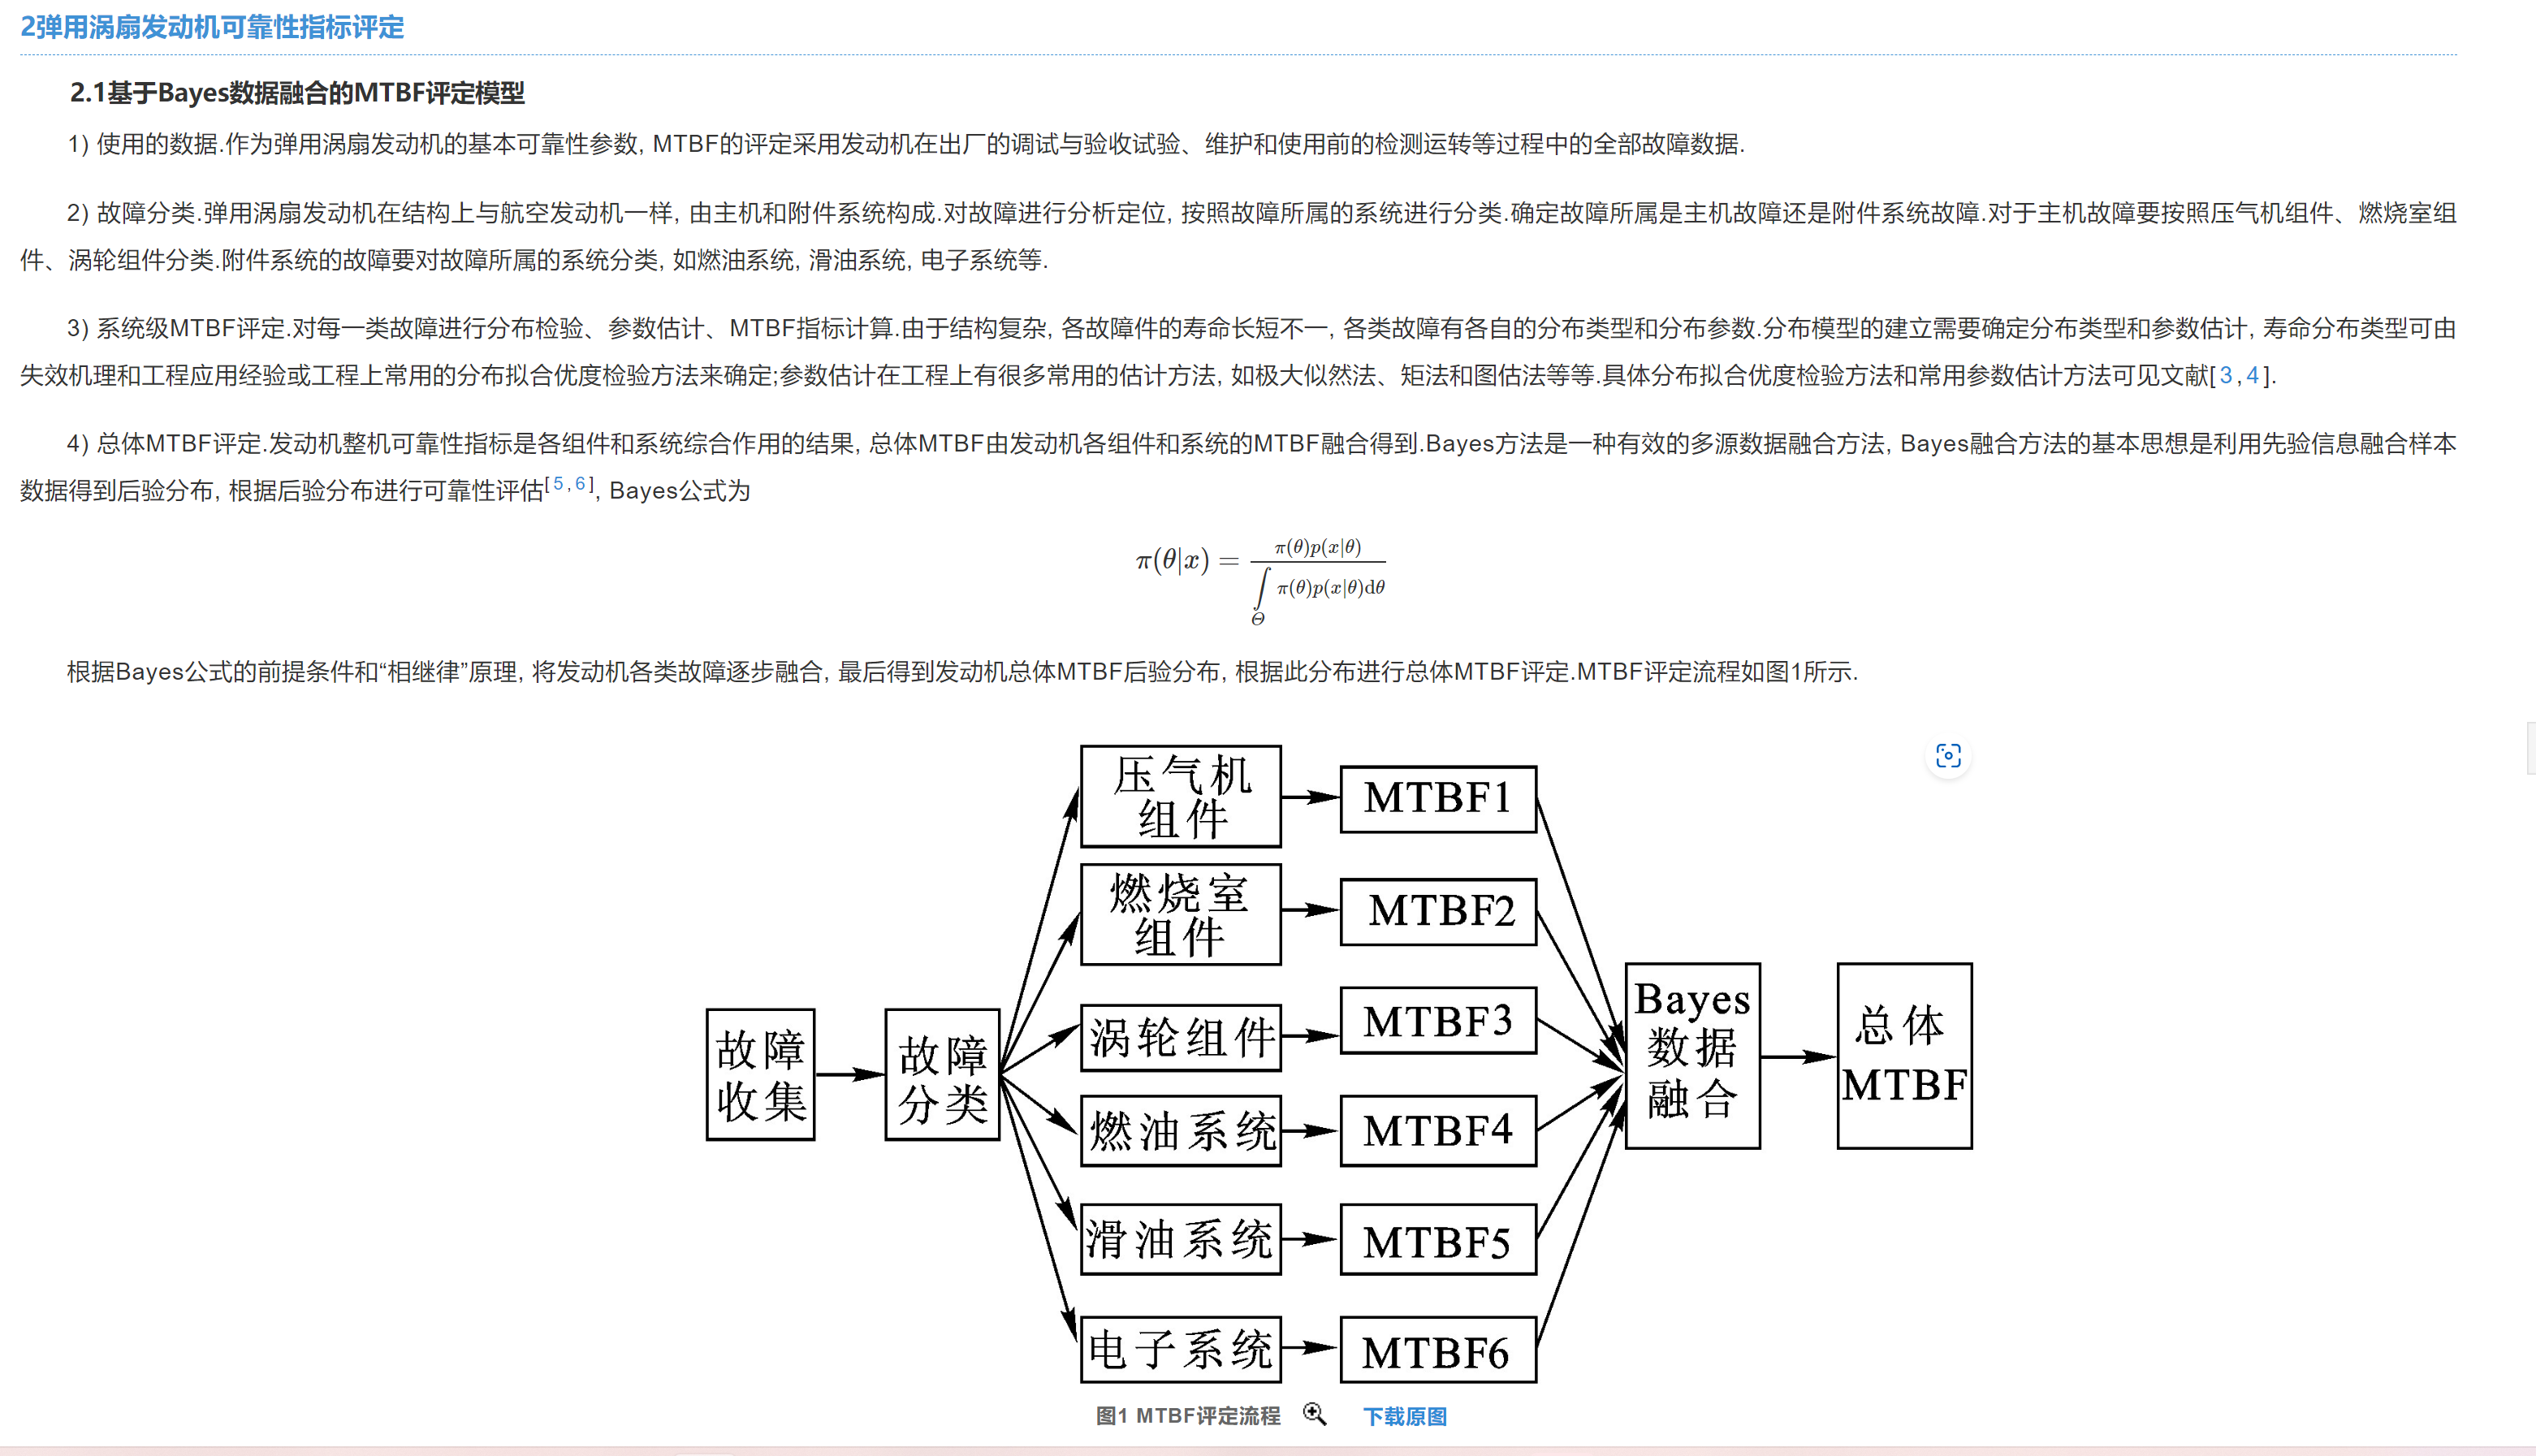 2弹用涡扇发动机可靠性指标评定
2.1基于Bayes数据融合的MTBF评定模型
1) 使用的数据.作为弹用涡扇发动机的基本可靠性参数, MTBF的评定采用发动机在出厂的调试与验收试验、维护和使用前的检测运转等过程中的全部故障数据.
2) 故障分类.弹用涡扇发动机在结构上与航空发动机一样, 由主机和附件系统构成.对故障进行分析定位, 按照故障所属的系统进行分类.确定故障所属是主机故障还是附件系统故障.对于主机故障要按照压气机组件、燃烧室组
件、涡轮组件分类.附件系统的故障要对故障所属的系统分类, 如燃油系统, 滑油系统, 电子系统等.
3) 系统级MTBF评定.对每一类故障进行分布检验、参数估计、MTBF指标计算.由于结构复杂, 各故障件的寿命长短不一, 各类故障有各自的分布类型和分布参数.分布模型的建立需要确定分布类型和参数估计, 寿命分布类型可由
失效机理和工程应用经验或工程上常用的分布拟合优度检验方法来确定;参数估计在工程上有很多常用的估计方法, 如极大似然法、矩法和图估法等等.具体分布拟合优度检验方法和常用参数估计方法可见文献[3,4].
4) 总体MTBF评定.发动机整机可靠性指标是各组件和系统综合作用的结果, 总体MTBF由发动机各组件和系统的MTBF融合得到.Bayes方法是一种有效的多源数据融合方法, Bayes融合方法的基本思想是利用先验信息融合样本
数据得到后验分布, 根据后验分布进行可靠性评估[5,6], Bayes公式为
π(θ|x) = π(θ)p(x|θ) / ∫Θ π(θ)p(x|θ)dθ
根据Bayes公式的前提条件和“相继律”原理, 将发动机各类故障逐步融合, 最后得到发动机总体MTBF后验分布, 根据此分布进行总体MTBF评定.MTBF评定流程如图1所示.
故障
收集
故障
分类
压气机
组件
MTBF1
燃烧室
组件
MTBF2
涡轮组件
MTBF3
燃油系统
MTBF4
滑油系统
MTBF5
电子系统
MTBF6
Bayes
数据
融合
总体
MTBF
图1 MTBF评定流程 下载原图